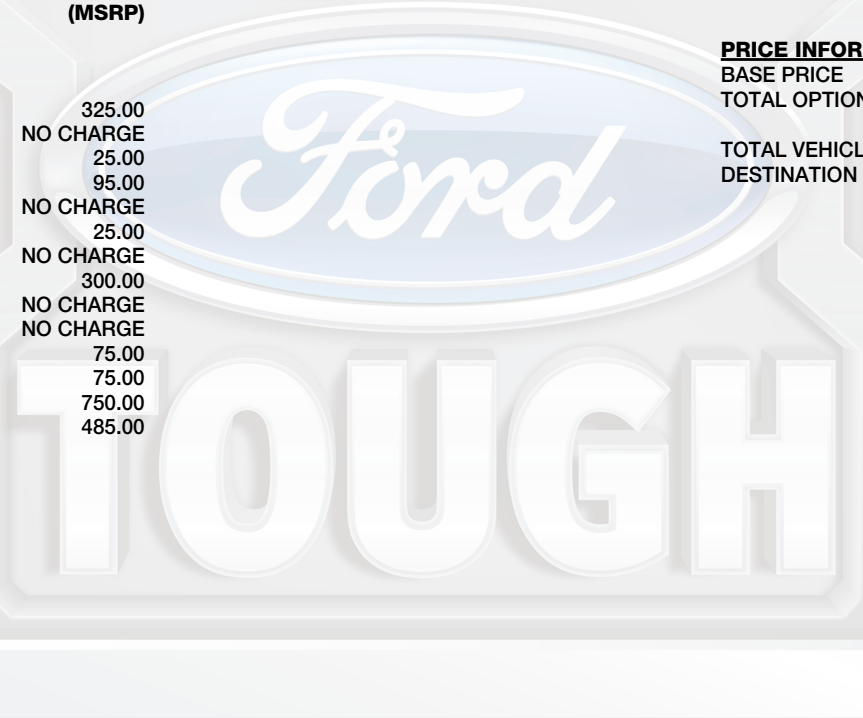 (MSRP)
325.00
NO CHARGE
25.00
95.00
NO CHARGE
25.00
NO CHARGE
300.00
NO CHARGE
NO CHARGE
75.00
75.00
750.00
485.00
PRICE INFOR
BASE PRICE
TOTAL OPTION
TOTAL VEHICL
DESTINATION
Ford
TOUGH